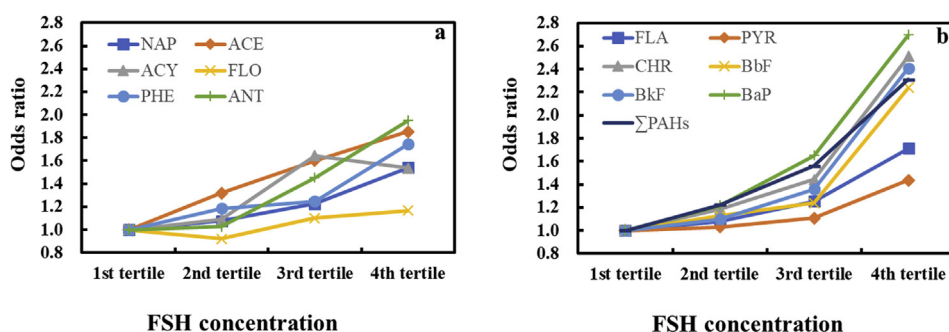 a
NAP ACE
ACY FLO
PHE ANT
Odds ratio
2.8
2.6
2.4
2.2
2.0
1.8
1.6
1.4
1.2
1.0
0.8
1st tertile 2nd tertile 3rd tertile 4th tertile
FSH concentration
b
FLA PYR
CHR BbF
BkF BaP
∑PAHs
Odds ratio
2.8
2.6
2.4
2.2
2.0
1.8
1.6
1.4
1.2
1.0
0.8
1st tertile 2nd tertile 3rd tertile 4th tertile
FSH concentration